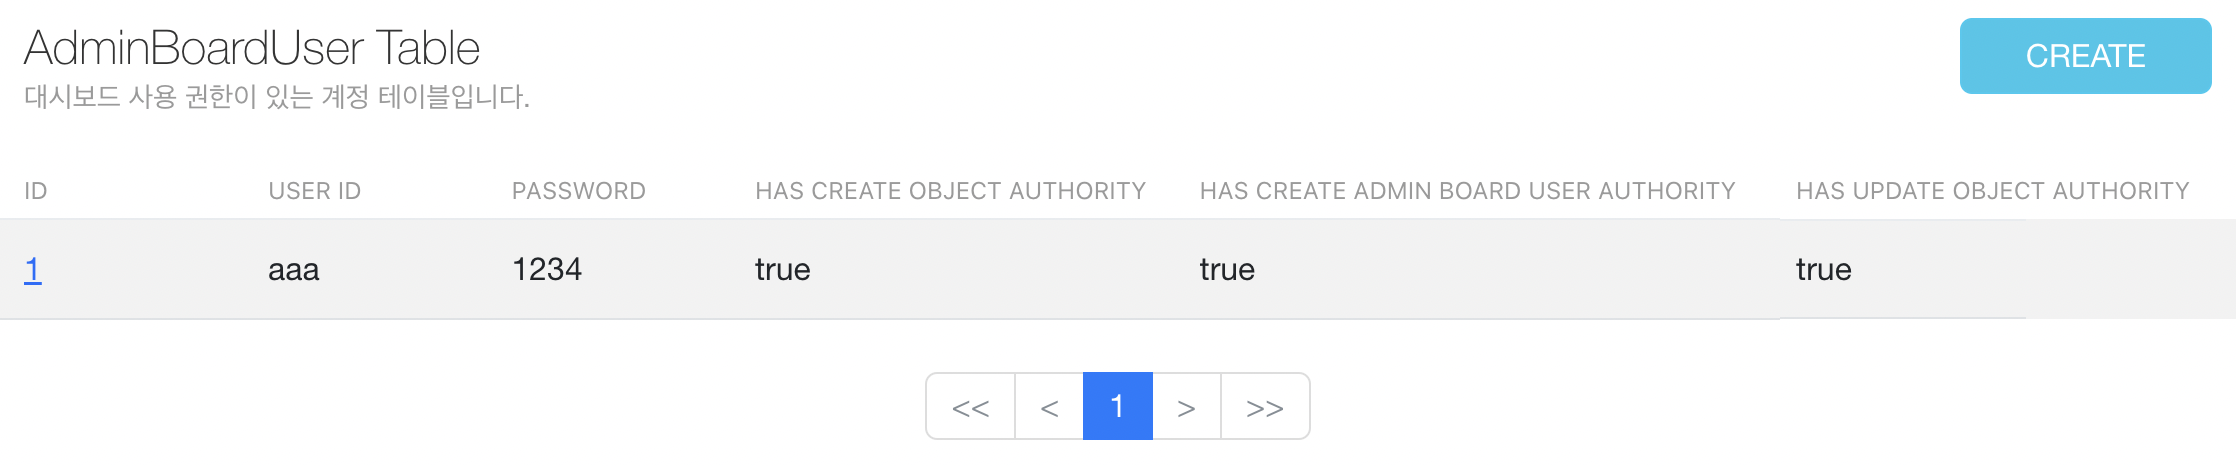 AdminBoardUser Table
CREATE
대시보드 사용 권한이 있는 계정 테이블입니다.
ID USER ID PASSWORD HAS CREATE OBJECT AUTHORITY HAS CREATE ADMIN BOARD USER AUTHORITY HAS UPDATE OBJECT AUTHORITY
1 aaa 1234 true true true
<< < 1 > >>